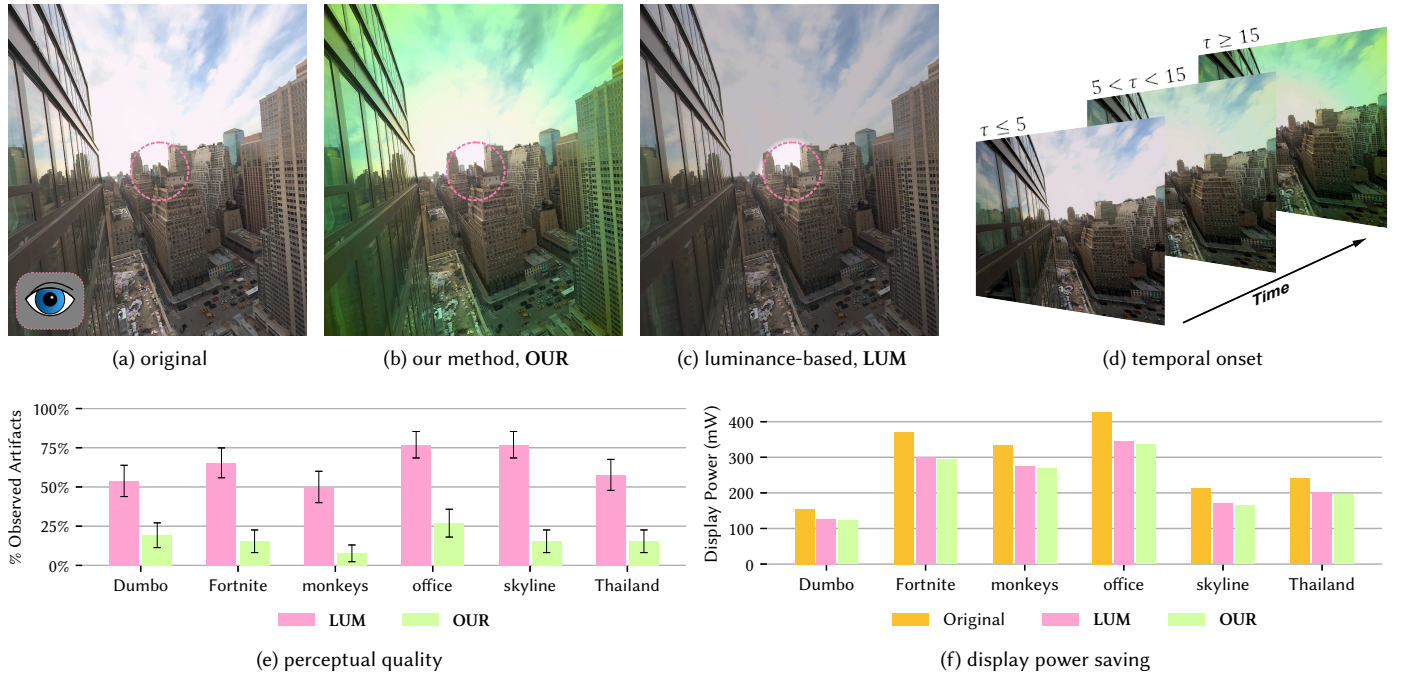 τ ≥ 15
5 < τ < 15
τ ≤ 5
Time
(a) original
(b) our method, OUR
(c) luminance-based, LUM
(d) temporal onset
% Observed Artifacts
100%
75%
50%
25%
0%
Dumbo Fortnite monkeys office skyline Thailand
LUM OUR
(e) perceptual quality
Display Power (mW)
400
300
200
100
0
Dumbo Fortnite monkeys office skyline Thailand
Original LUM OUR
(f) display power saving